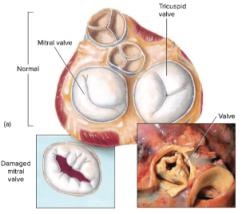 Tricuspid
valve
Mitral valve
Normal
(a)
Valve
Damaged
mitral
valve